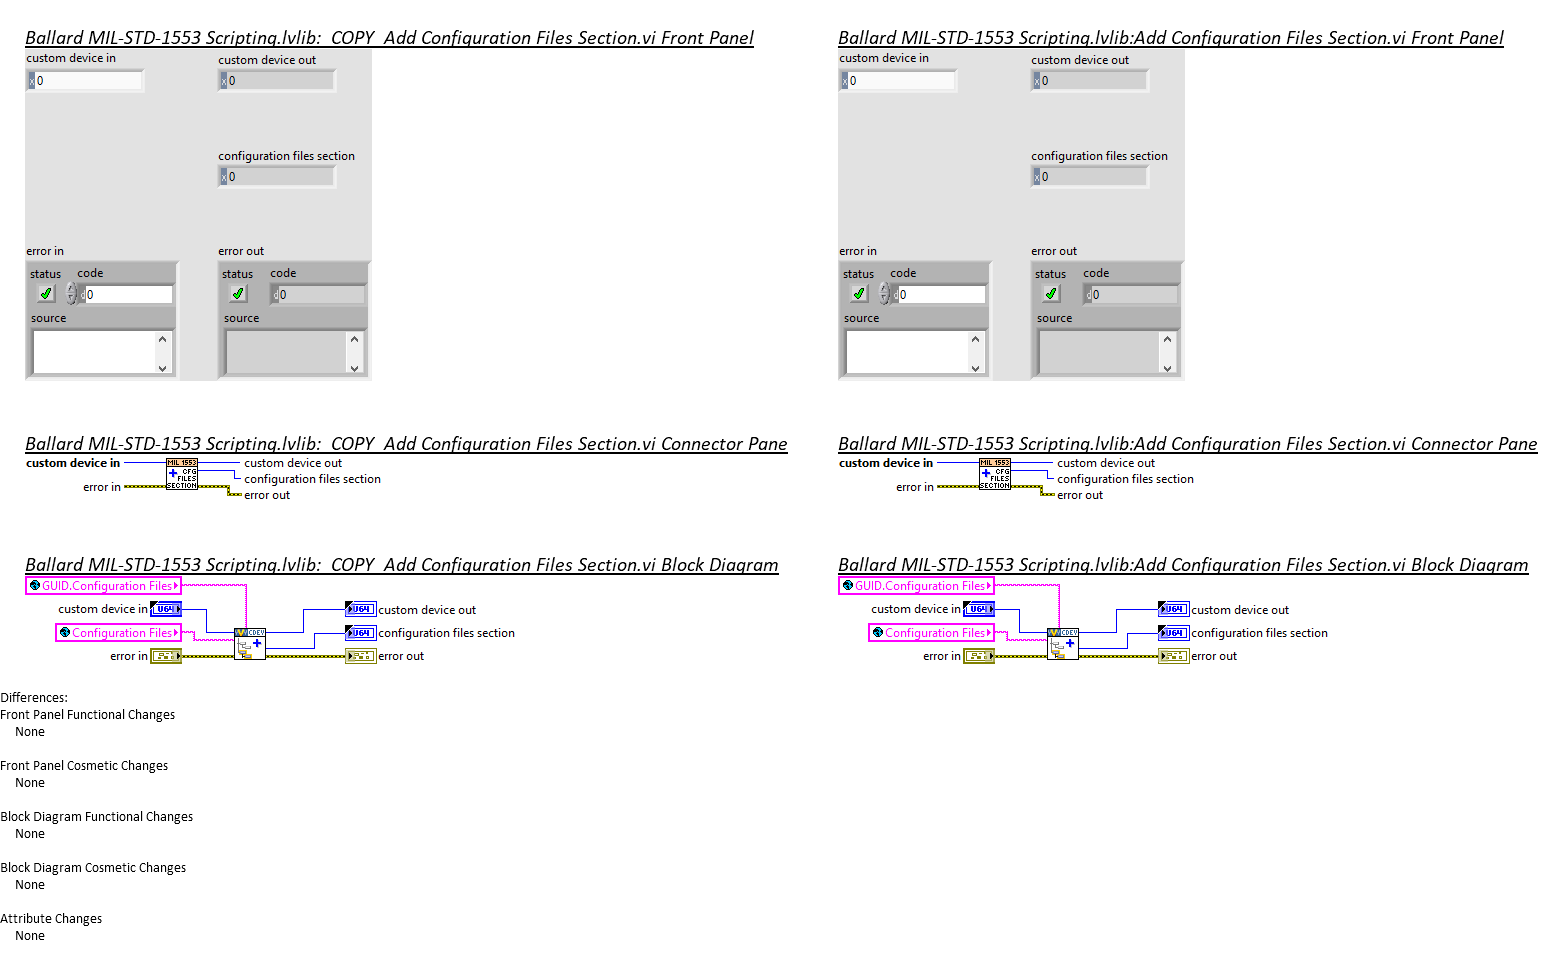 Ballard MIL-STD-1553 Scripting.lvlib:_COPY_Add Configuration Files Section.vi Front Panel
custom device in
x 0
custom device out
x 0
configuration files section
x 0
error in
status code
d 0
source
error out
status code
d 0
source
Ballard MIL-STD-1553 Scripting.lvlib:Add Configuration Files Section.vi Front Panel
custom device in
x 0
custom device out
x 0
configuration files section
x 0
error in
status code
d 0
source
error out
status code
d 0
source
Ballard MIL-STD-1553 Scripting.lvlib:_COPY_Add Configuration Files Section.vi Connector Pane
custom device in
error in
MIL 1553
CFG
FILES
SECTION
custom device out
configuration files section
error out
Ballard MIL-STD-1553 Scripting.lvlib:Add Configuration Files Section.vi Connector Pane
custom device in
error in
MIL 1553
CFG
FILES
SECTION
custom device out
configuration files section
error out
Ballard MIL-STD-1553 Scripting.lvlib:_COPY_Add Configuration Files Section.vi Block Diagram
GUID.Configuration Files
custom device in U64
Configuration Files
error in
CDEV
U64 custom device out
U64 configuration files section
error out
Ballard MIL-STD-1553 Scripting.lvlib:Add Configuration Files Section.vi Block Diagram
GUID.Configuration Files
custom device in U64
Configuration Files
error in
CDEV
U64 custom device out
U64 configuration files section
error out
Differences:
Front Panel Functional Changes
None
Front Panel Cosmetic Changes
None
Block Diagram Functional Changes
None
Block Diagram Cosmetic Changes
None
Attribute Changes
None